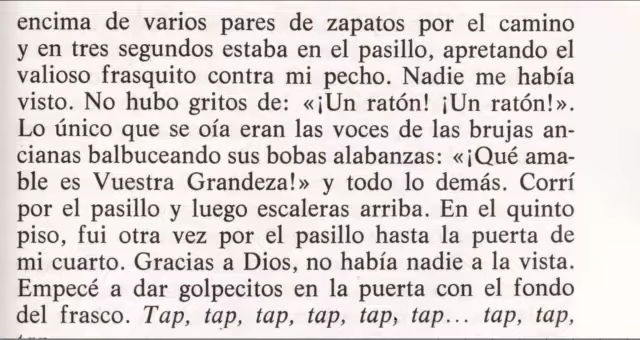 encima de varios pares de zapatos por el camino
y en tres segundos estaba en el pasillo, apretando el
valioso frasquito contra mi pecho. Nadie me había
visto. No hubo gritos de: «¡Un ratón! ¡Un ratón!».
Lo único que se oía eran las voces de las brujas an-
cianas balbuceando sus bobas alabanzas: «¡Qué ama-
ble es Vuestra Grandeza!» y todo lo demás. Corrí
por el pasillo y luego escaleras arriba. En el quinto
piso, fui otra vez por el pasillo hasta la puerta de
mi cuarto. Gracias a Dios, no había nadie a la vista.
Empecé a dar golpecitos en la puerta con el fondo
del frasco. Tap, tap, tap, tap, tap, tap... tap, tap,